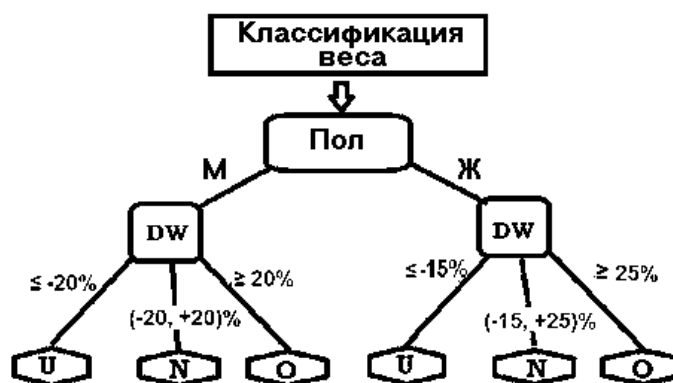 Классификация
веса
Пол
М Ж
DW DW
≤ -20% ≥ 20% ≤ -15% ≥ 25%
(-20, +20)% (-15, +25)%
U N O U N O